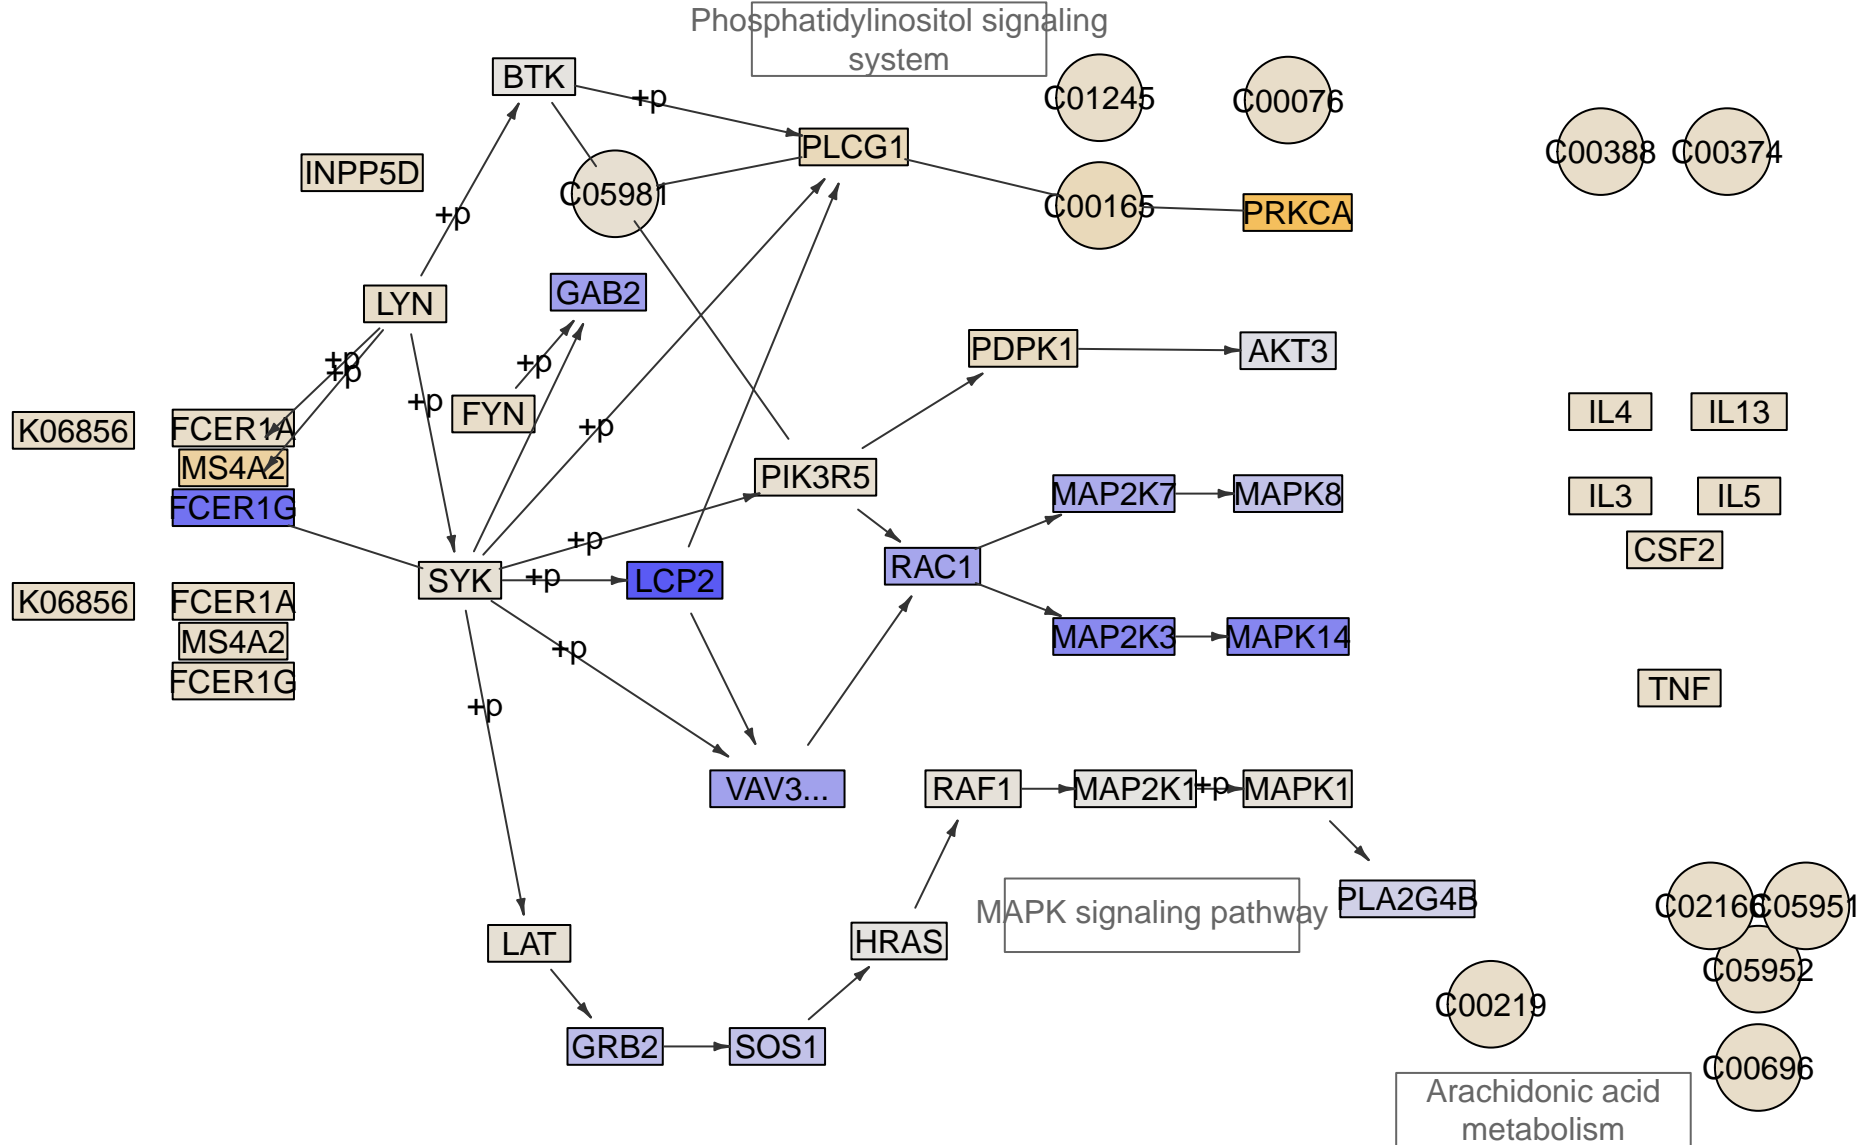 Phosphatidylinositol signaling
system
BTK
+p
C01245
C00076
PLCG1
C00388
C00374
INPP5D
C05981
C00165
PRKCA
+p
LYN
GAB2
+p
+p
+p
PDPK1
AKT3
+p
FYN
+p
K06856
FCER1A
IL4
IL13
MS4A2
PIK3R5
MAP2K7
MAPK8
IL3
IL5
FCER1G
+p
CSF2
SYK
+p
LCP2
RAC1
K06856
FCER1A
MS4A2
+p
MAP2K3
MAPK14
FCER1G
TNF
+p
VAV3...
RAF1
MAP2K1
+p
MAPK1
MAPK signaling pathway
PLA2G4B
C02166
C05951
LAT
HRAS
C05952
C00219
GRB2
SOS1
C00696
Arachidonic acid
metabolism